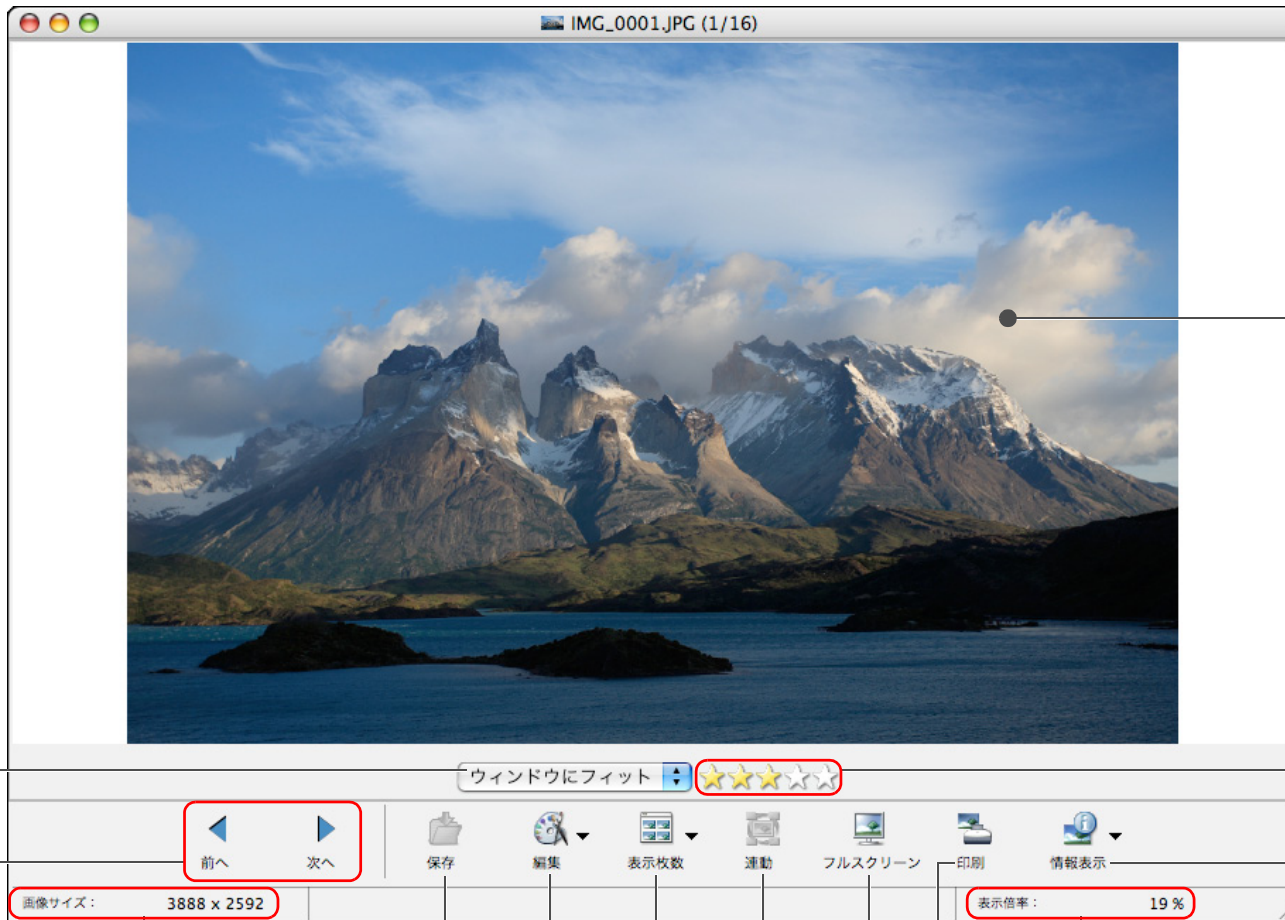 IMG_0001.JPG (1/16)
ウィンドウにフィット
前へ 次へ 保存 編集 表示枚数 連動 フルスクリーン 印刷 情報表示
画像サイズ： 3888 x 2592 表示倍率： 19 %